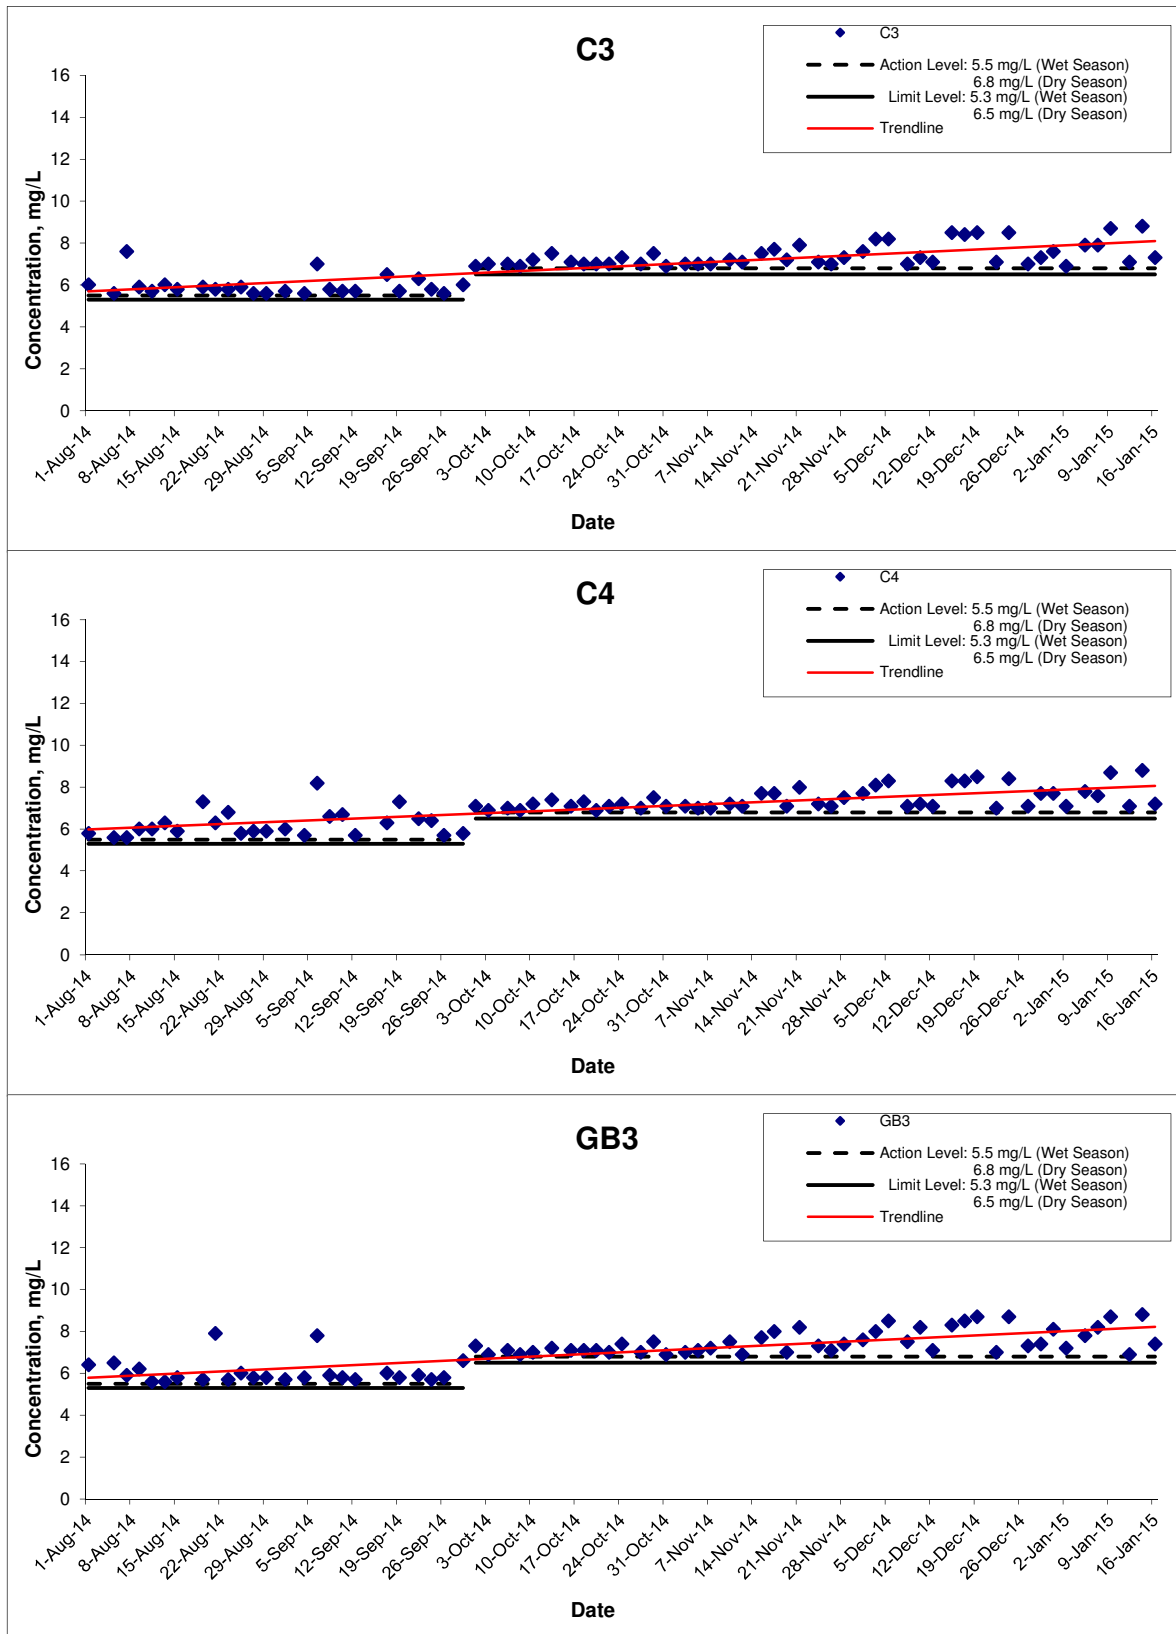 C3
C3
Action Level: 5.5 mg/L (Wet Season)
6.8 mg/L (Dry Season)
Limit Level: 5.3 mg/L (Wet Season)
6.5 mg/L (Dry Season)
Trendline
Concentration, mg/L
16
14
12
10
8
6
4
2
0
1-Aug-14
8-Aug-14
15-Aug-14
22-Aug-14
29-Aug-14
5-Sep-14
12-Sep-14
19-Sep-14
26-Sep-14
3-Oct-14
10-Oct-14
17-Oct-14
24-Oct-14
31-Oct-14
7-Nov-14
14-Nov-14
21-Nov-14
28-Nov-14
5-Dec-14
12-Dec-14
19-Dec-14
26-Dec-14
2-Jan-15
9-Jan-15
16-Jan-15
Date
C4
C4
Action Level: 5.5 mg/L (Wet Season)
6.8 mg/L (Dry Season)
Limit Level: 5.3 mg/L (Wet Season)
6.5 mg/L (Dry Season)
Trendline
Concentration, mg/L
16
14
12
10
8
6
4
2
0
1-Aug-14
8-Aug-14
15-Aug-14
22-Aug-14
29-Aug-14
5-Sep-14
12-Sep-14
19-Sep-14
26-Sep-14
3-Oct-14
10-Oct-14
17-Oct-14
24-Oct-14
31-Oct-14
7-Nov-14
14-Nov-14
21-Nov-14
28-Nov-14
5-Dec-14
12-Dec-14
19-Dec-14
26-Dec-14
2-Jan-15
9-Jan-15
16-Jan-15
Date
GB3
GB3
Action Level: 5.5 mg/L (Wet Season)
6.8 mg/L (Dry Season)
Limit Level: 5.3 mg/L (Wet Season)
6.5 mg/L (Dry Season)
Trendline
Concentration, mg/L
16
14
12
10
8
6
4
2
0
1-Aug-14
8-Aug-14
15-Aug-14
22-Aug-14
29-Aug-14
5-Sep-14
12-Sep-14
19-Sep-14
26-Sep-14
3-Oct-14
10-Oct-14
17-Oct-14
24-Oct-14
31-Oct-14
7-Nov-14
14-Nov-14
21-Nov-14
28-Nov-14
5-Dec-14
12-Dec-14
19-Dec-14
26-Dec-14
2-Jan-15
9-Jan-15
16-Jan-15
Date